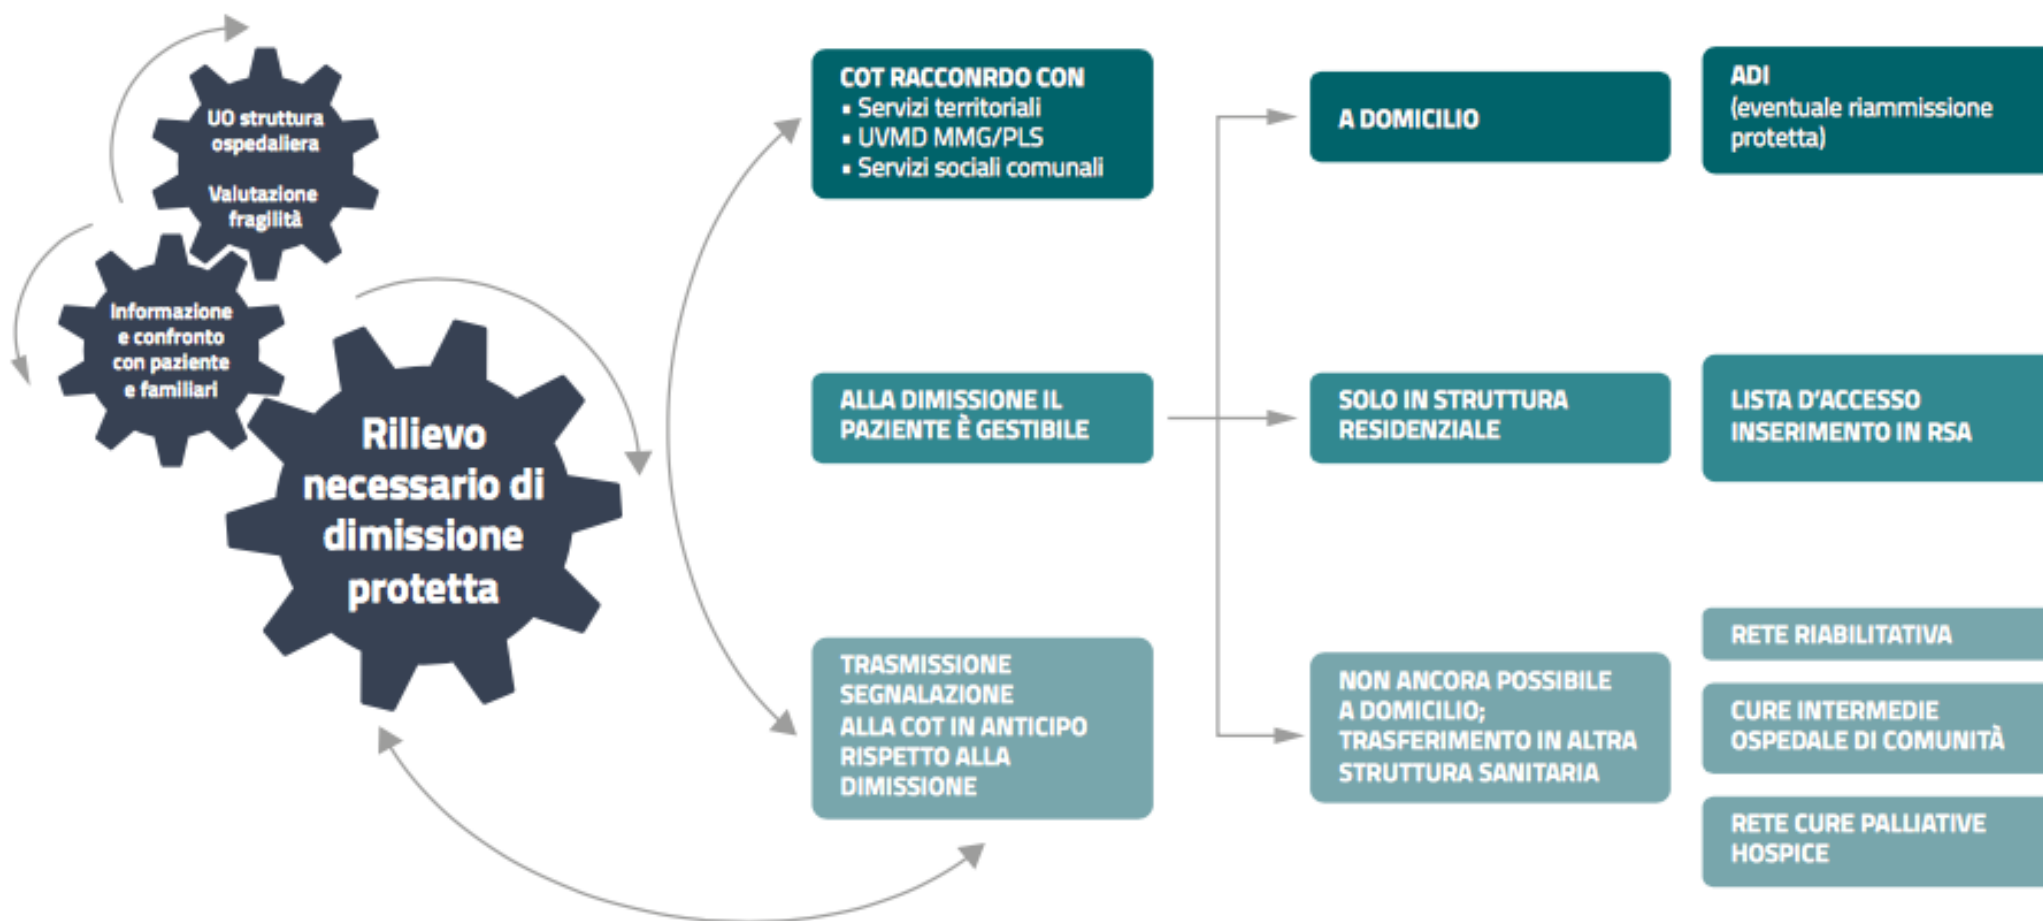 UO struttura
ospedaliera
Valutazione
fragilità
Informazione
e confronto
con paziente
e familiari
Rilievo
necessario di
dimissione
protetta
COT RACCONRDO CON
▪ Servizi territoriali
▪ UVMD MMG/PLS
▪ Servizi sociali comunali
ALLA DIMISSIONE IL
PAZIENTE È GESTIBILE
TRASMISSIONE
SEGNALAZIONE
ALLA COT IN ANTICIPO
RISPETTO ALLA
DIMISSIONE
A DOMICILIO
SOLO IN STRUTTURA
RESIDENZIALE
NON ANCORA POSSIBILE
A DOMICILIO;
TRASFERIMENTO IN ALTRA
STRUTTURA SANITARIA
ADI
(eventuale riammissione
protetta)
LISTA D'ACCESSO
INSERIMENTO IN RSA
RETE RIABILITATIVA
CURE INTERMEDIE
OSPEDALE DI COMUNITÀ
RETE CURE PALLIATIVE
HOSPICE